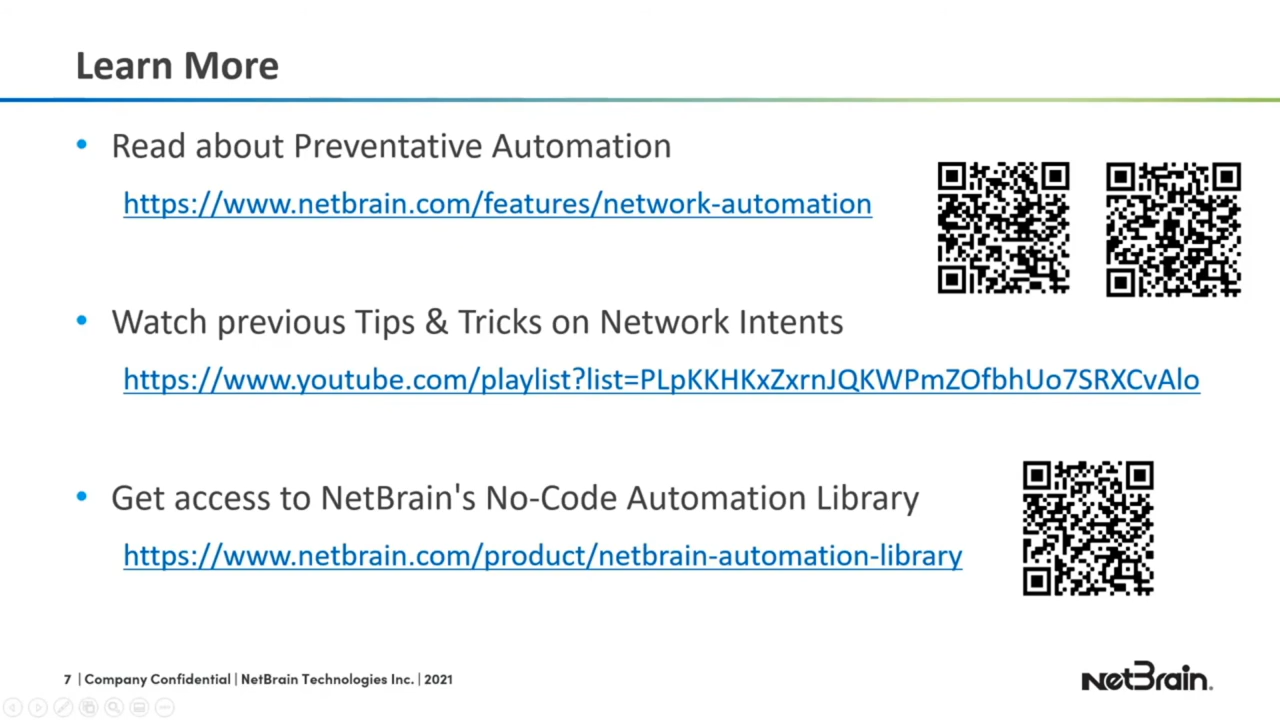 Learn More
• Read about Preventative Automation
https://www.netbrain.com/features/network-automation
• Watch previous Tips & Tricks on Network Intents
https://www.youtube.com/playlist?list=PLpKKHKxZxrnJQKWPmZOfbhUo7SRXCvAlo
• Get access to NetBrain's No-Code Automation Library
https://www.netbrain.com/product/netbrain-automation-library
7 | Company Confidential | NetBrain Technologies Inc. | 2021
NetBrain.